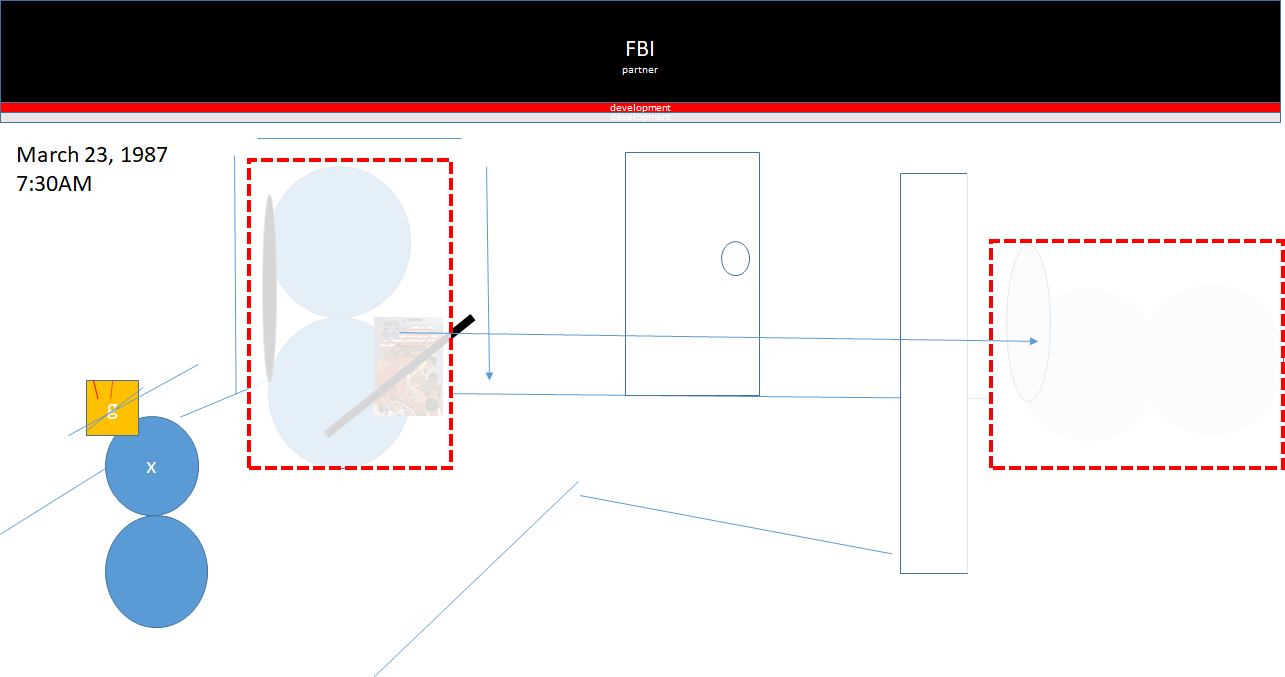 FBI
partner
development
development
March 23, 1987
7:30AM
g
x